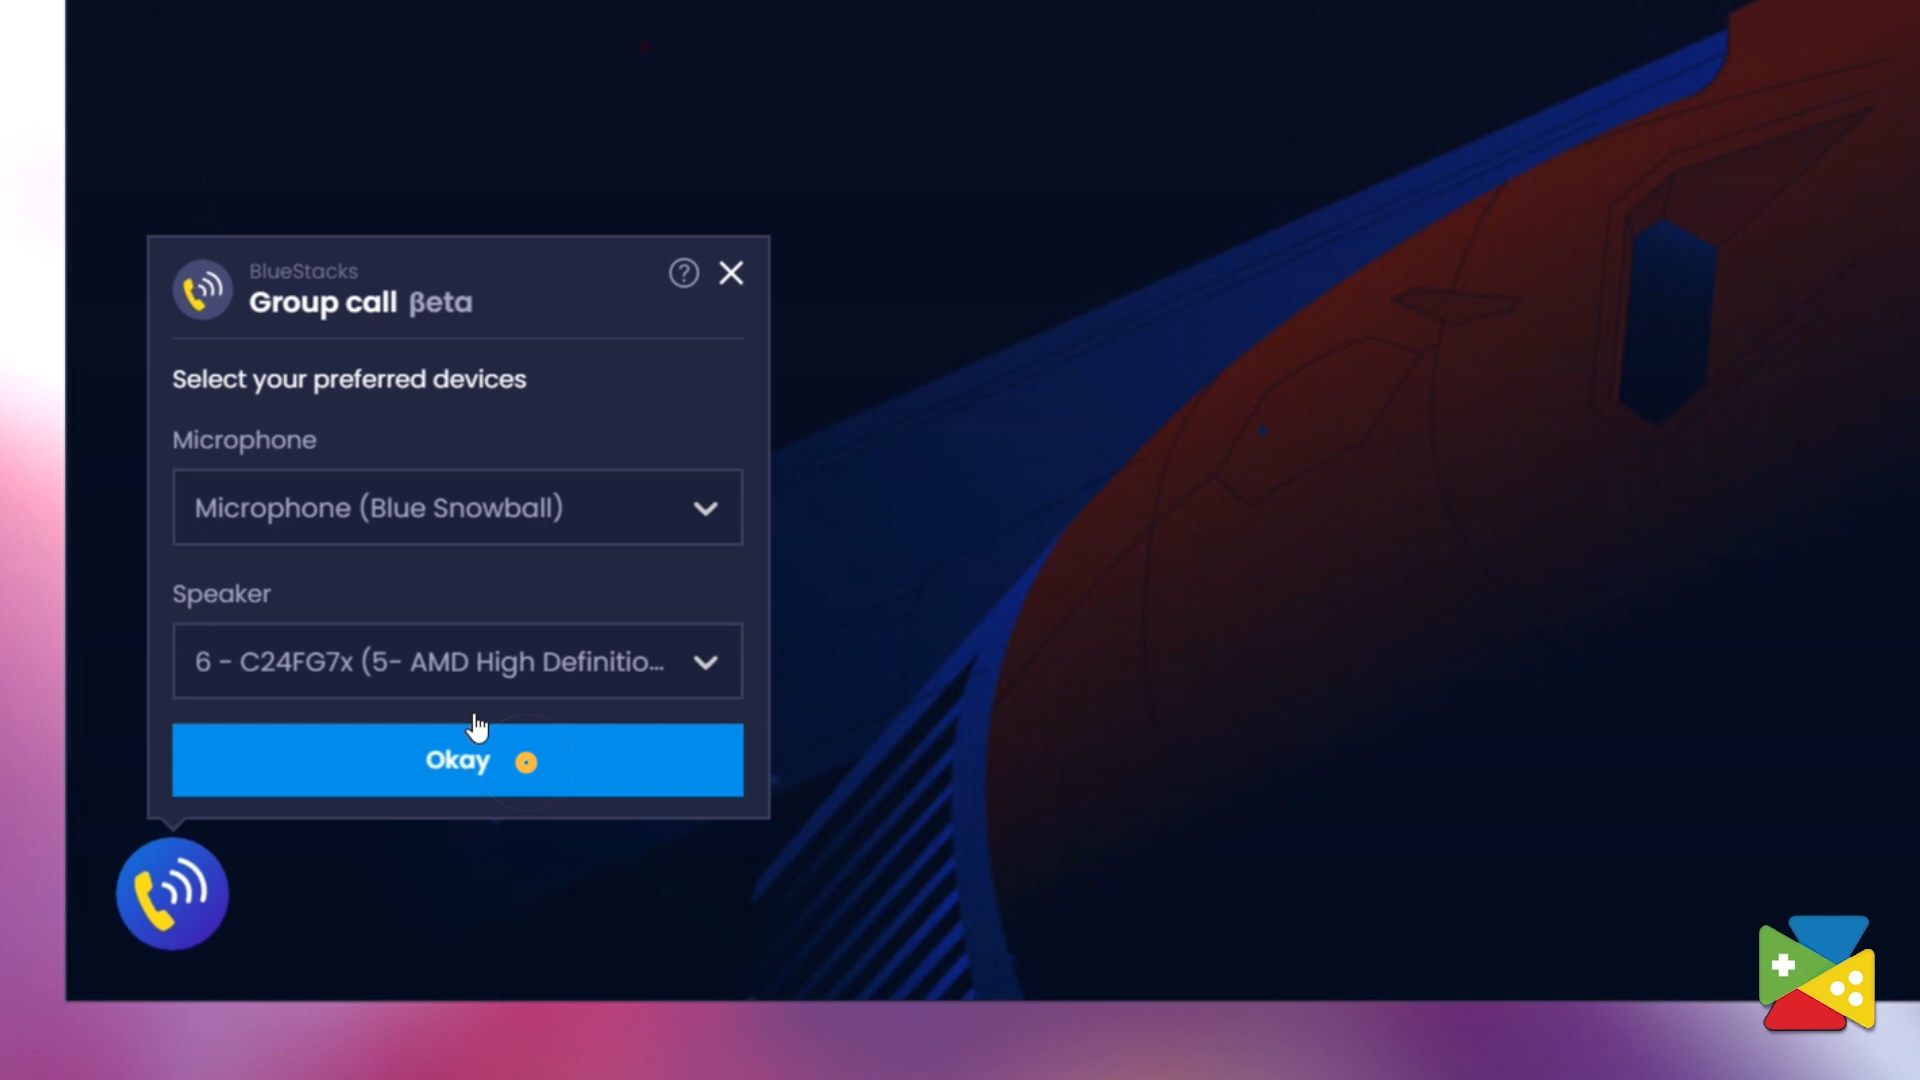 BlueStacks
Group call βeta
Select your preferred devices
Microphone
Microphone (Blue Snowball)
Speaker
6 - C24FG7x (5- AMD High Definitio...
Okay